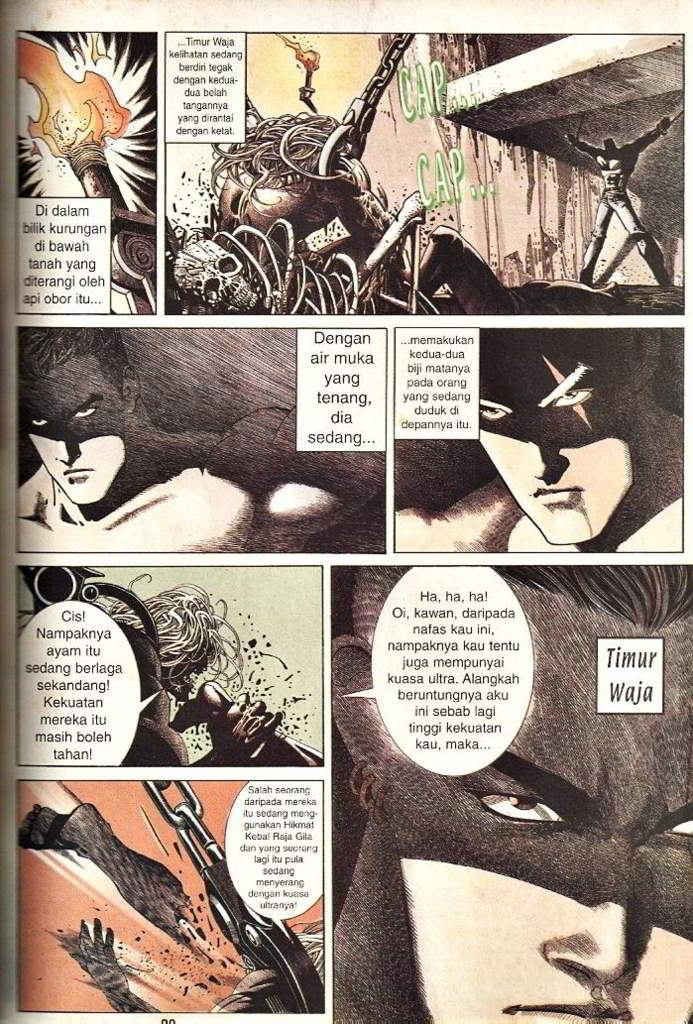 Di dalam
bilik kurungan
di bawah
tanah yang
diterangi oleh
api obor itu...
...Timur Waja
kelihatan sedang
berdiri tegak
dengan kedua-
dua belah
tangannya
yang dirantai
dengan ketat.
CAP...
CAP...
Dengan
air muka
yang
tenang,
dia
sedang...
...memakukan
kedua-dua
biji matanya
pada orang
yang sedang
duduk di
depannya itu.
Cis!
Nampaknya
ayam itu
sedang berlaga
sekandang!
Kekuatan
mereka itu
masih boleh
tahan!
Ha, ha, ha!
Oi, kawan, daripada
nafas kau ini,
nampaknya kau tentu
juga mempunyai
kuasa ultra. Alangkah
beruntungnya aku
ini sebab lagi
tinggi kekuatan
kau, maka...
Timur
Waja
Salah seorang
daripada mereka
itu sedang meng-
gunakan Hikmat
Kebal Raja Gila
dan yang seorang
lagi itu pula
sedang
menyerang
dengan kuasa
ultranya!